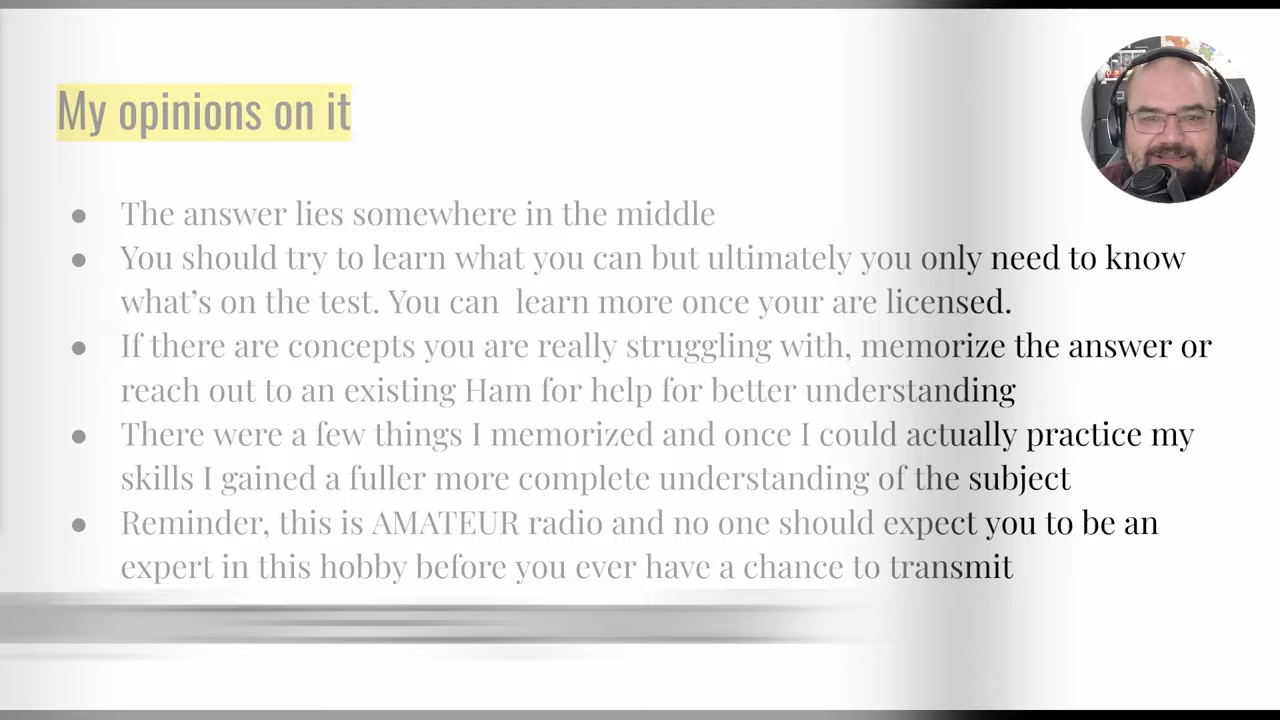 My opinions on it
● The answer lies somewhere in the middle
● You should try to learn what you can but ultimately you only need to know
what’s on the test. You can  learn more once your are licensed.
● If there are concepts you are really struggling with, memorize the answer or
reach out to an existing Ham for help for better understanding
● There were a few things I memorized and once I could actually practice my
skills I gained a fuller more complete understanding of the subject
● Reminder, this is AMATEUR radio and no one should expect you to be an
expert in this hobby before you ever have a chance to transmit